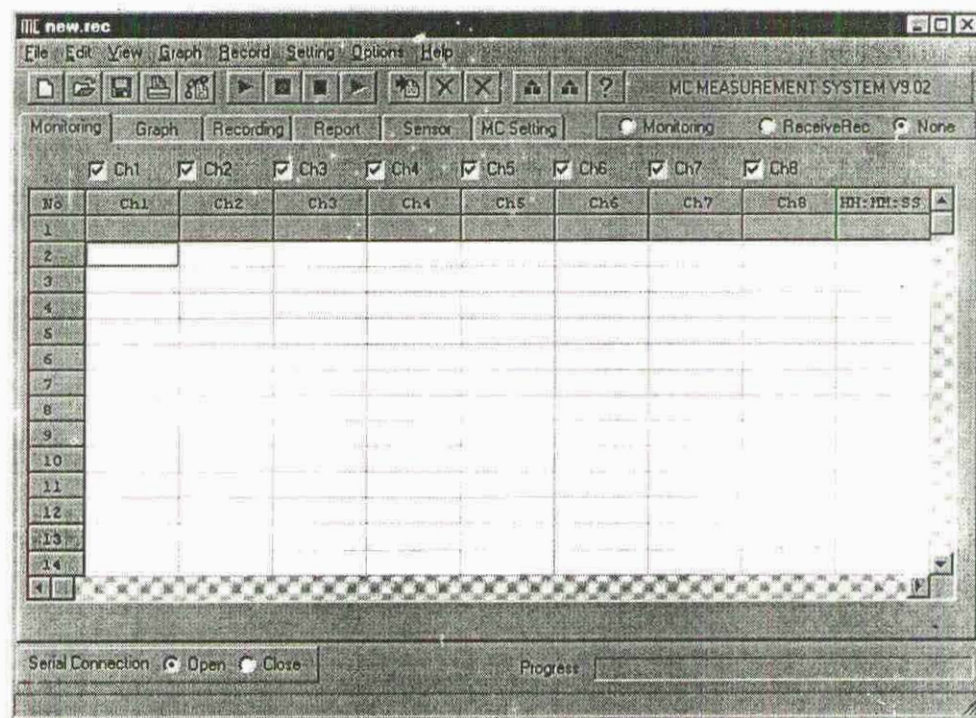 MC new.rec
File Edit View Graph Record Setting Options Help
MC MEASUREMENT SYSTEM V9.02
Monitoring Graph Recording Report Sensor MC Setting Monitoring ReceiveRec None
Ch1 Ch2 Ch3 Ch4 Ch5 Ch6 Ch7 Ch8
No Ch1 Ch2 Ch3 Ch4 Ch5 Ch6 Ch7 Ch8 HH:MM:SS
1
2
3
4
5
6
7
8
9
10
11
12
13
14
Serial Connection Open Close Progress